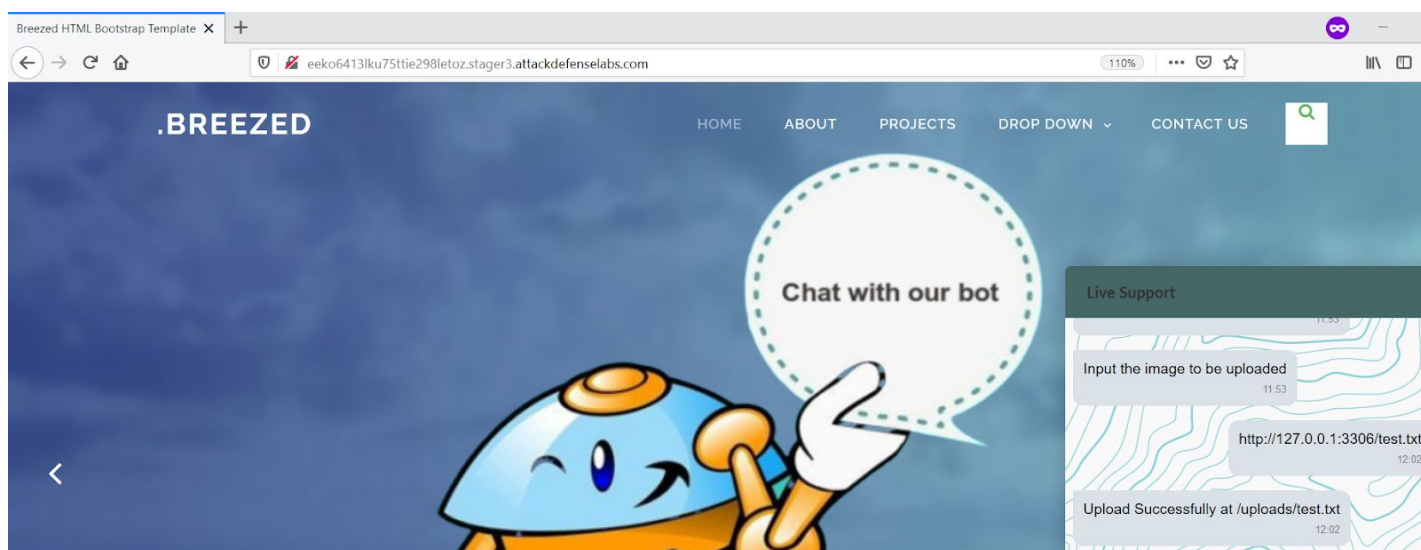 Breezed HTML Bootstrap Template
eeko6413lku75ttie298letoz.stager3.attackdefenselabs.com
110%
.BREEZED
HOME ABOUT PROJECTS DROP DOWN CONTACT US
Chat with our bot
Live Support
11:53
Input the image to be uploaded
11:53
http://127.0.0.1:3306/test.txt
12:02
Upload Successfully at /uploads/test.txt
12:02